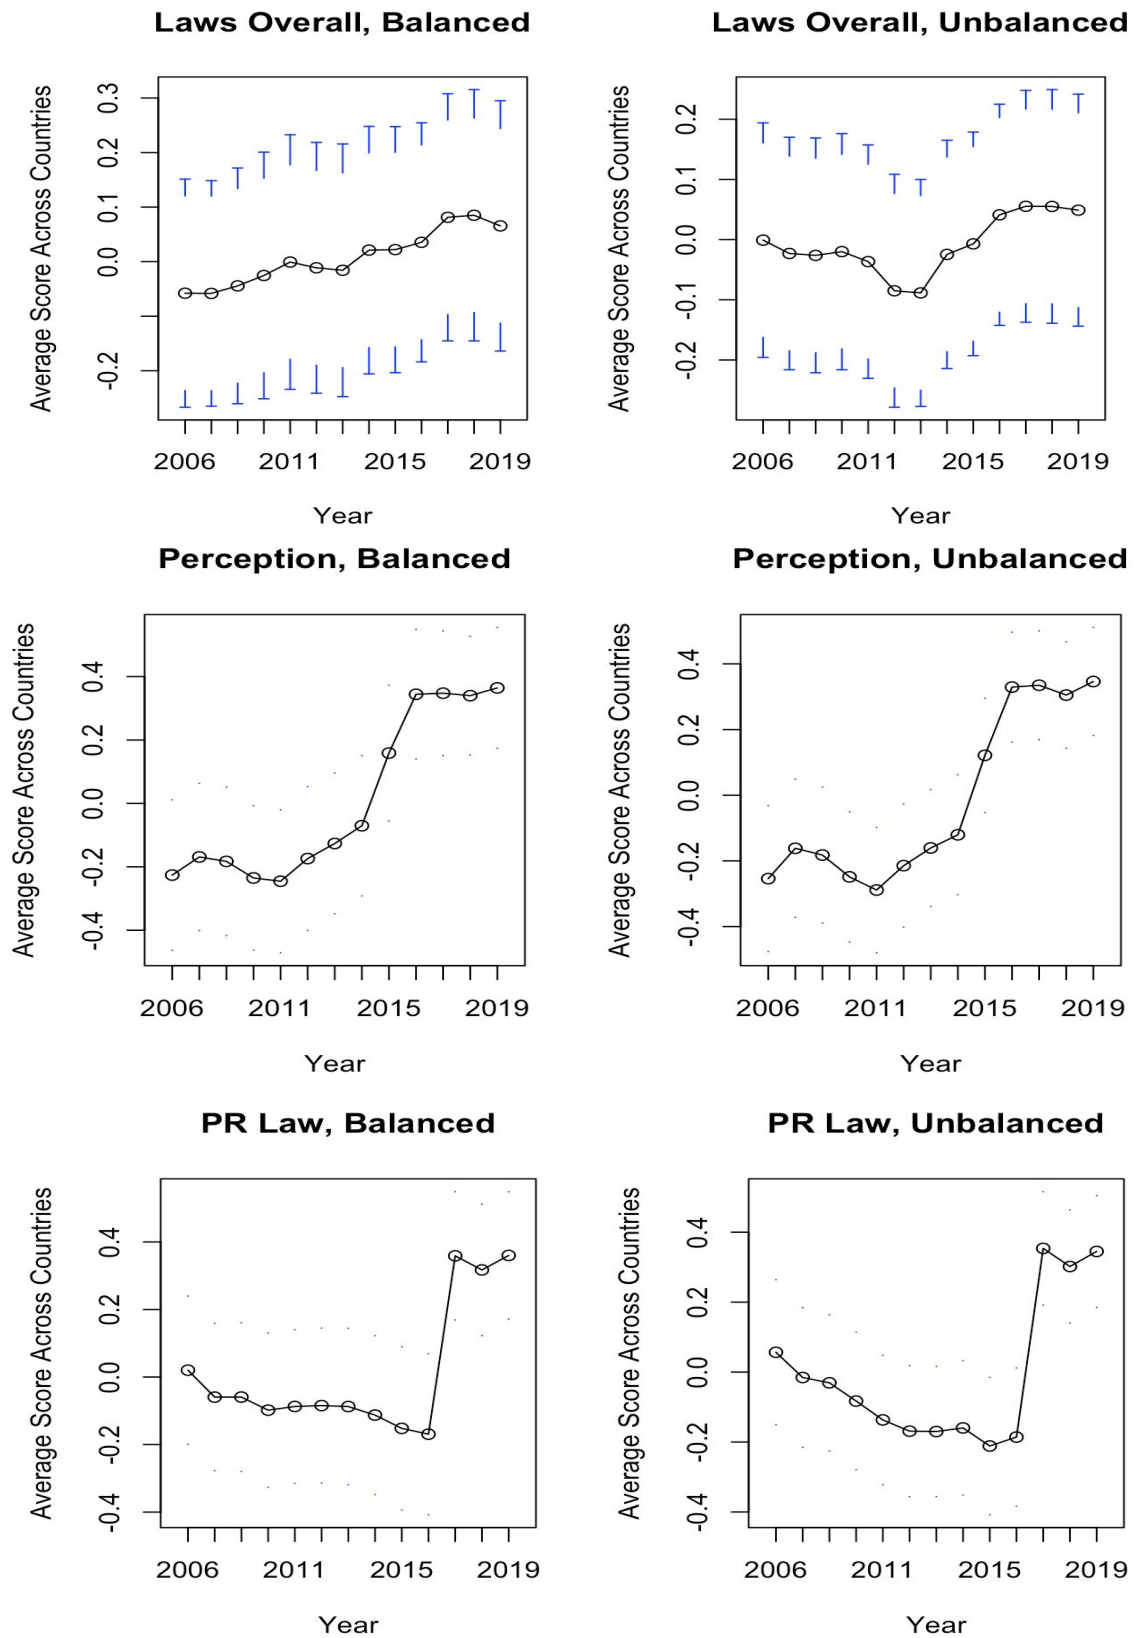 Laws Overall, Balanced
Average Score Across Countries
0.3
0.2
0.1
0.0
-0.2
2006 2011 2015 2019
Year
Laws Overall, Unbalanced
Average Score Across Countries
0.2
0.1
0.0
-0.1
-0.2
2006 2011 2015 2019
Year
Perception, Balanced
Average Score Across Countries
0.4
0.2
0.0
-0.2
-0.4
2006 2011 2015 2019
Year
Perception, Unbalanced
Average Score Across Countries
0.4
0.2
0.0
-0.2
-0.4
2006 2011 2015 2019
Year
PR Law, Balanced
Average Score Across Countries
0.4
0.2
0.0
-0.2
-0.4
2006 2011 2015 2019
Year
PR Law, Unbalanced
Average Score Across Countries
0.4
0.2
0.0
-0.2
-0.4
2006 2011 2015 2019
Year